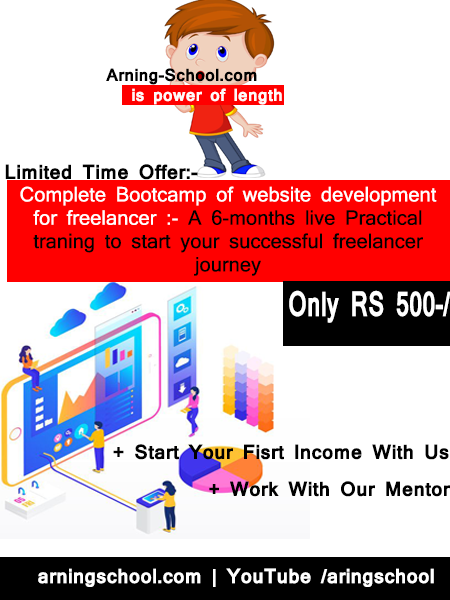 Arning-School.com
is power of length
Limited Time Offer:-
Complete Bootcamp of website development
for freelancer :- A 6-months live Practical
traning to start your successful freelancer
journey
Only RS 500-/
+ Start Your Fisrt Income With Us
+ Work With Our Mentor
arningschool.com | YouTube /aringschool